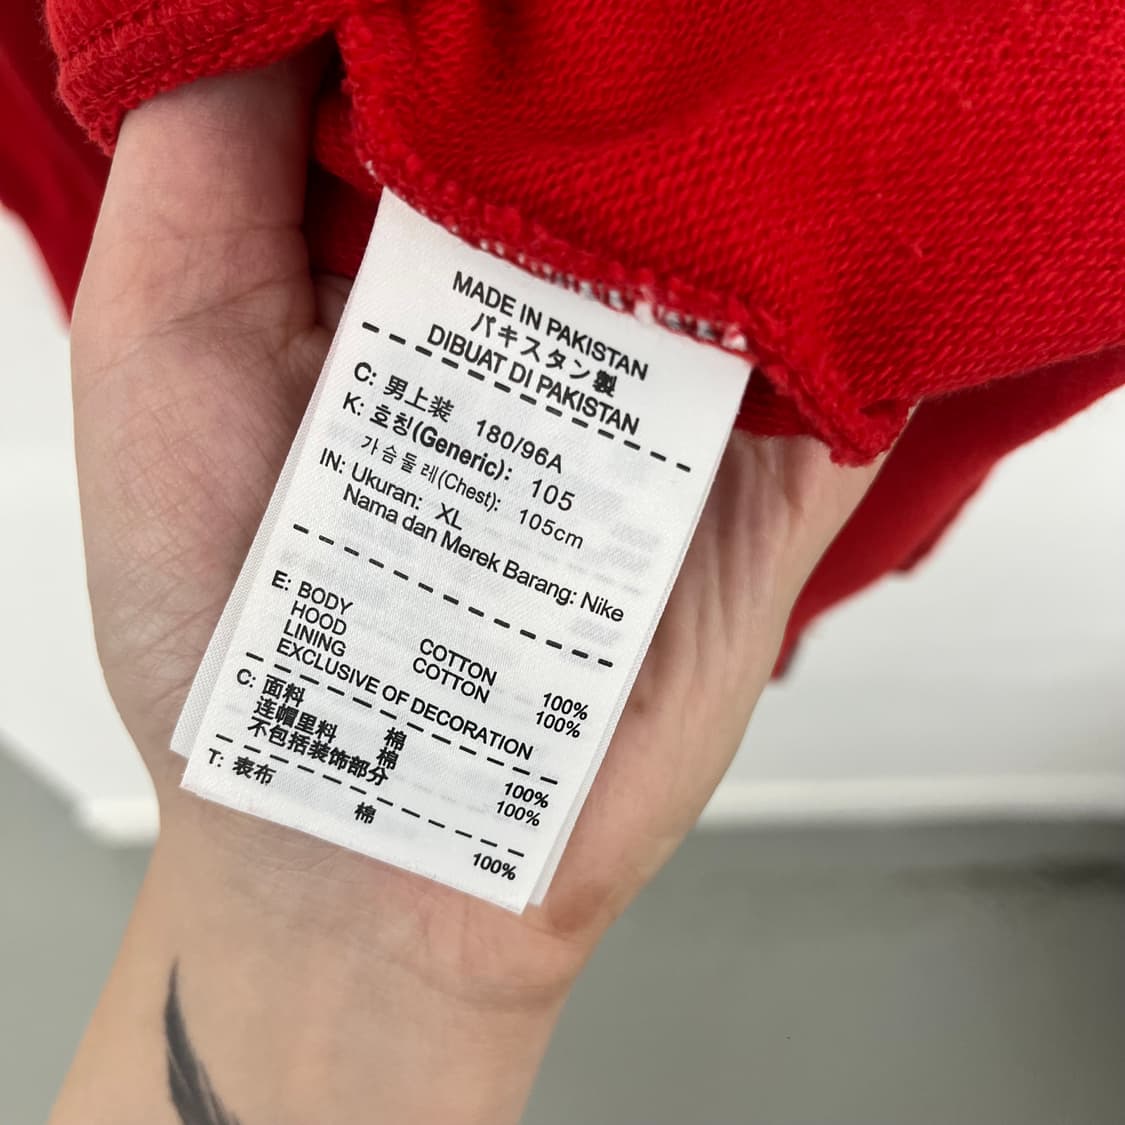 MADE IN PAKISTAN
パキスタン製
DIBUAT DI PAKISTAN
C: 男上装 180/96A
K: 호칭(Generic): 105
가슴둘레(Chest): 105cm
IN: Ukuran: XL
Nama dan Merek Barang: Nike
E: BODY COTTON 100%
HOOD LINING COTTON 100%
EXCLUSIVE OF DECORATION
C: 面料 棉 100%
连帽里料 棉 100%
不包括装饰部分
T: 表布 棉 100%